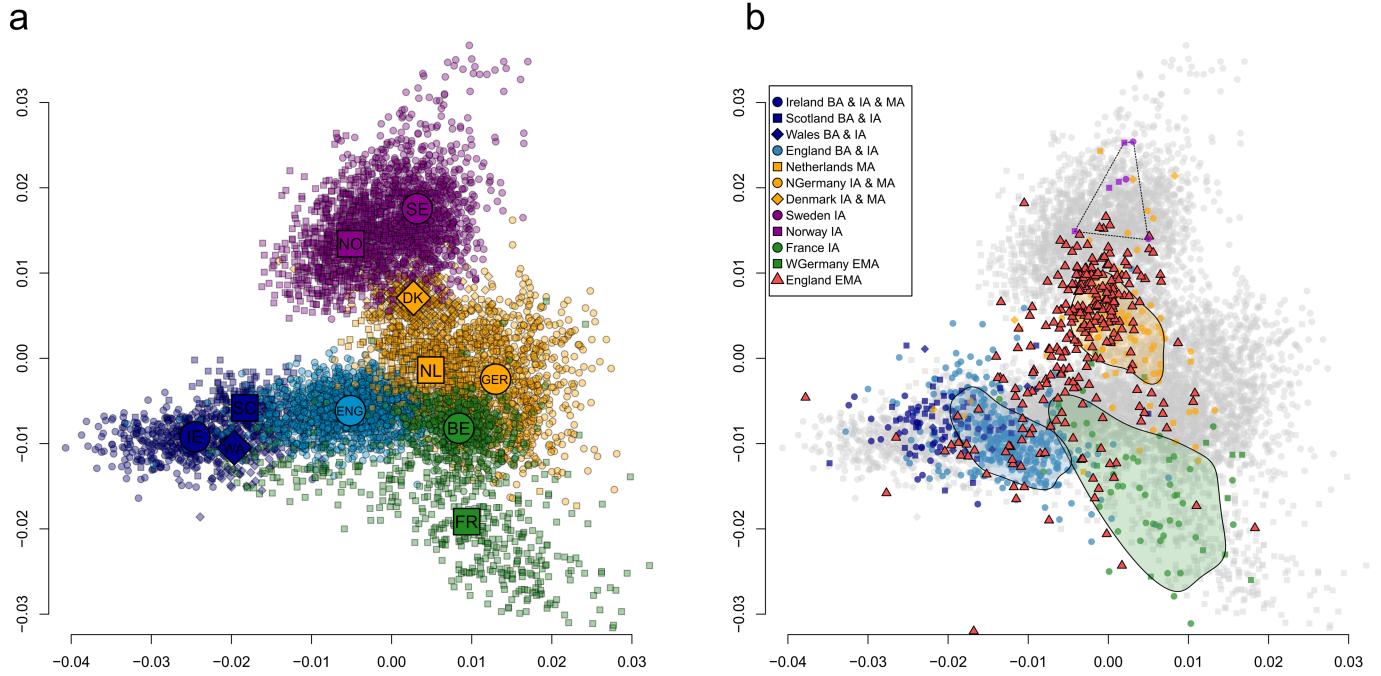 a
0.03
0.02
0.01
0.00
−0.01
−0.02
−0.03
−0.04 −0.03 −0.02 −0.01 0.00 0.01 0.02 0.03
SE
NO
DK
NL
GER
SC
ENG
BE
IE
WA
FR
b
0.03
0.02
0.01
0.00
−0.01
−0.02
−0.03
−0.04 −0.03 −0.02 −0.01 0.00 0.01 0.02 0.03
Ireland BA & IA & MA
Scotland BA & IA
Wales BA & IA
England BA & IA
Netherlands MA
NGermany IA & MA
Denmark IA & MA
Sweden IA
Norway IA
France IA
WGermany EMA
England EMA